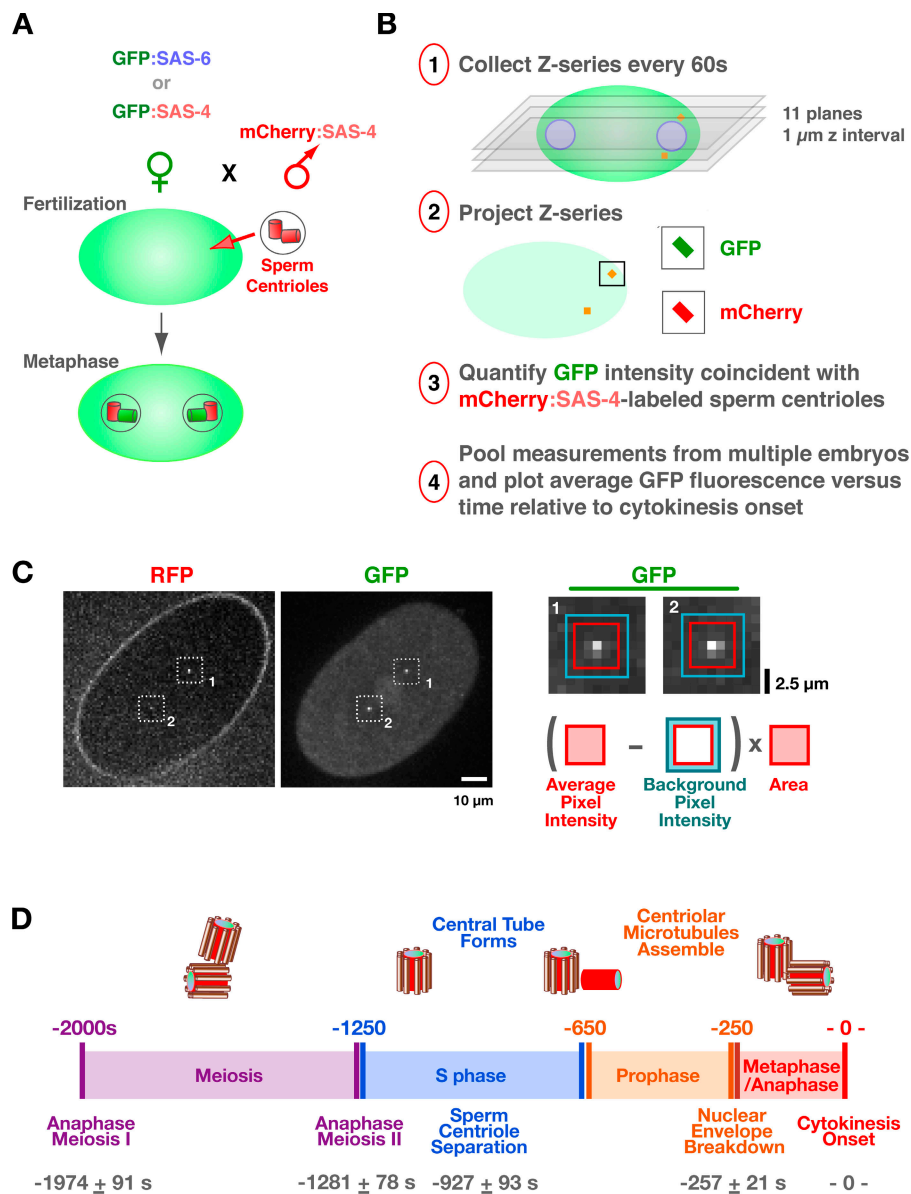 A
GFP:SAS-6
or
GFP:SAS-4
mCherry:SAS-4
X
Fertilization
Sperm
Centrioles
Metaphase
B
1 Collect Z-series every 60s
11 planes
1 µm z interval
2 Project Z-series
GFP
mCherry
3 Quantify GFP intensity coincident with
mCherry:SAS-4-labeled sperm centrioles
4 Pool measurements from multiple embryos
and plot average GFP fluorescence versus
time relative to cytokinesis onset
C
RFP
GFP
1
2
1
2
10 µm
GFP
1
2
2.5 µm
( – ) x
Average
Pixel
Intensity
Background
Pixel
Intensity
Area
D
Central Tube
Forms
Centriolar
Microtubules
Assemble
-2000s
-1250
-650
-250
- 0 -
Meiosis
S phase
Prophase
Metaphase
/Anaphase
Anaphase
Meiosis I
Anaphase
Meiosis II
Sperm
Centriole
Separation
Nuclear
Envelope
Breakdown
Cytokinesis
Onset
-1974 ± 91 s
-1281 ± 78 s
-927 ± 93 s
-257 ± 21 s
- 0 -